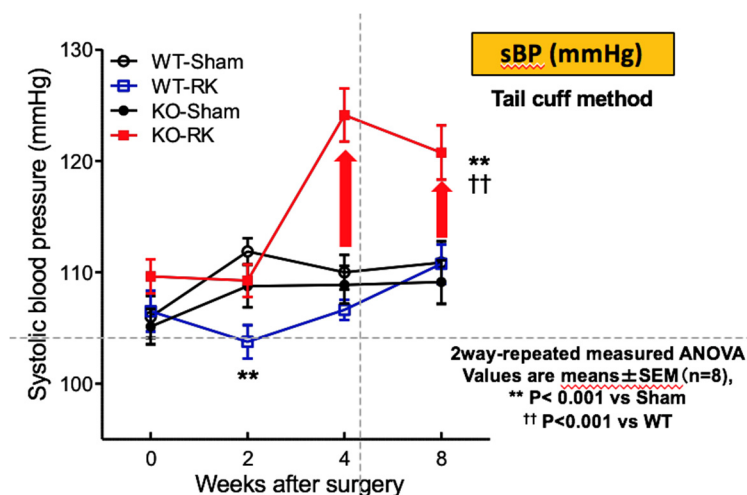 130
120
110
100
Systolic blood pressure (mmHg)
WT-Sham
WT-RK
KO-Sham
KO-RK
sBP (mmHg)
Tail cuff method
**
††
**
0 2 4 8
Weeks after surgery
2way-repeated measured ANOVA
Values are means±SEM(n=8),
** P< 0.001 vs Sham
†† P<0.001 vs WT